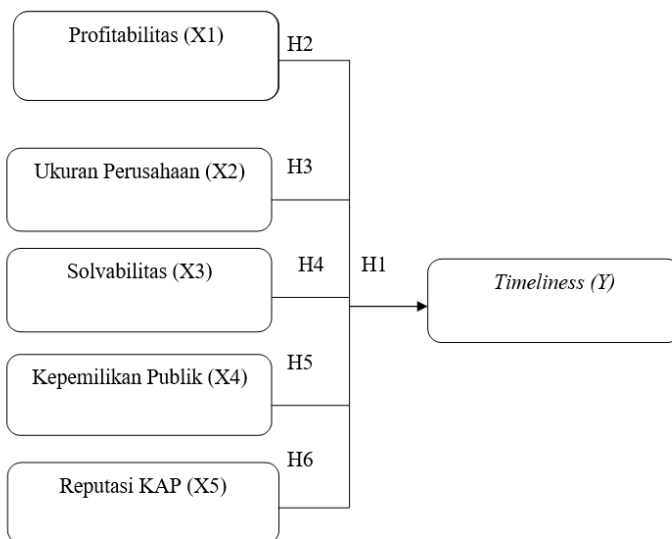 Profitabilitas (X1)
H2
Ukuran Perusahaan (X2)
H3
Solvabilitas (X3)
H4
H1
Timeliness (Y)
Kepemilikan Publik (X4)
H5
Reputasi KAP (X5)
H6